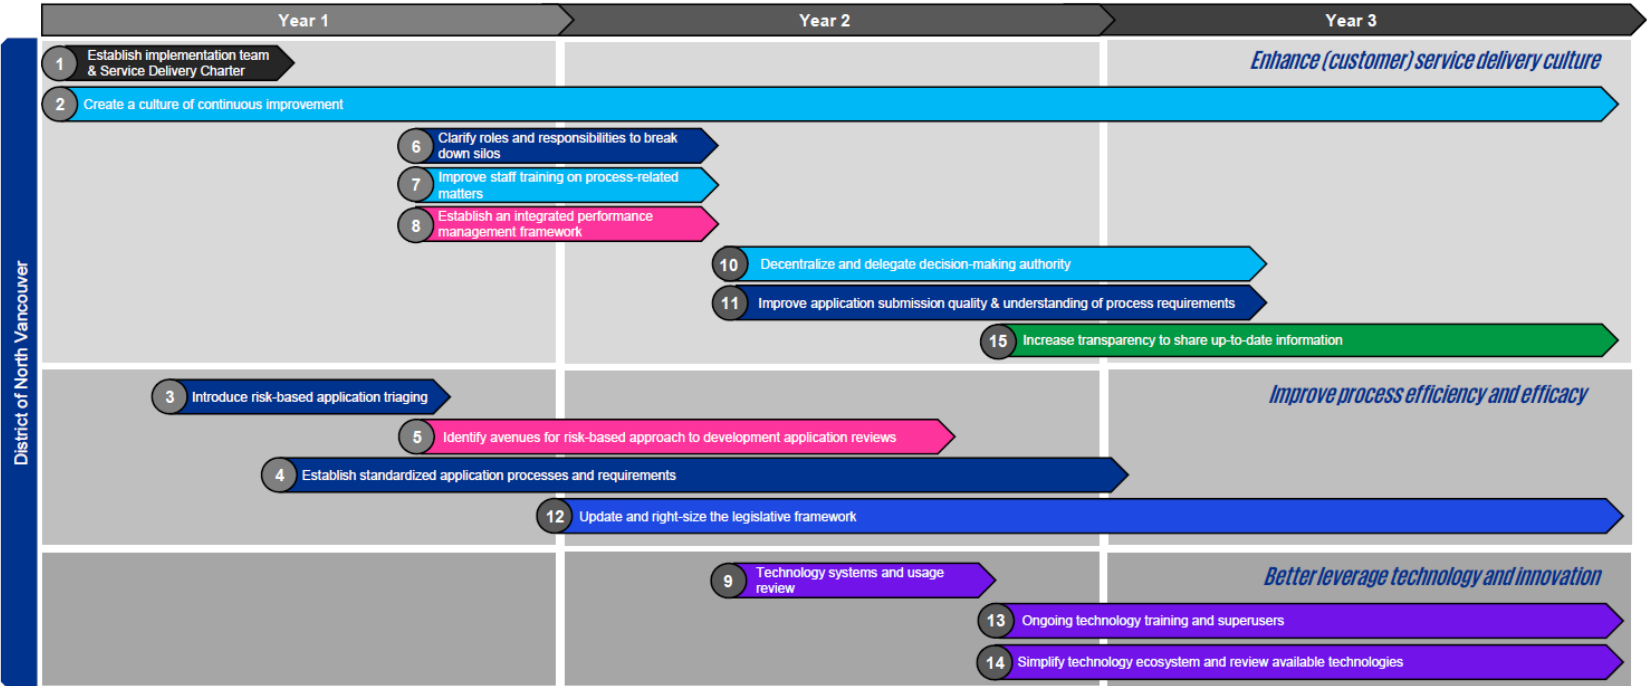 Year 1
Year 2
Year 3
District of North Vancouver
Enhance (customer) service delivery culture
1
Establish implementation team
& Service Delivery Charter
2
Create a culture of continuous improvement
6
Clarify roles and responsibilities to break
down silos
7
Improve staff training on process-related
matters
8
Establish an integrated performance
management framework
10
Decentralize and delegate decision-making authority
11
Improve application submission quality & understanding of process requirements
15
Increase transparency to share up-to-date information
Improve process efficiency and efficacy
3
Introduce risk-based application triaging
5
Identify avenues for risk-based approach to development application reviews
4
Establish standardized application processes and requirements
12
Update and right-size the legislative framework
Better leverage technology and innovation
9
Technology systems and usage
review
13
Ongoing technology training and superusers
14
Simplify technology ecosystem and review available technologies